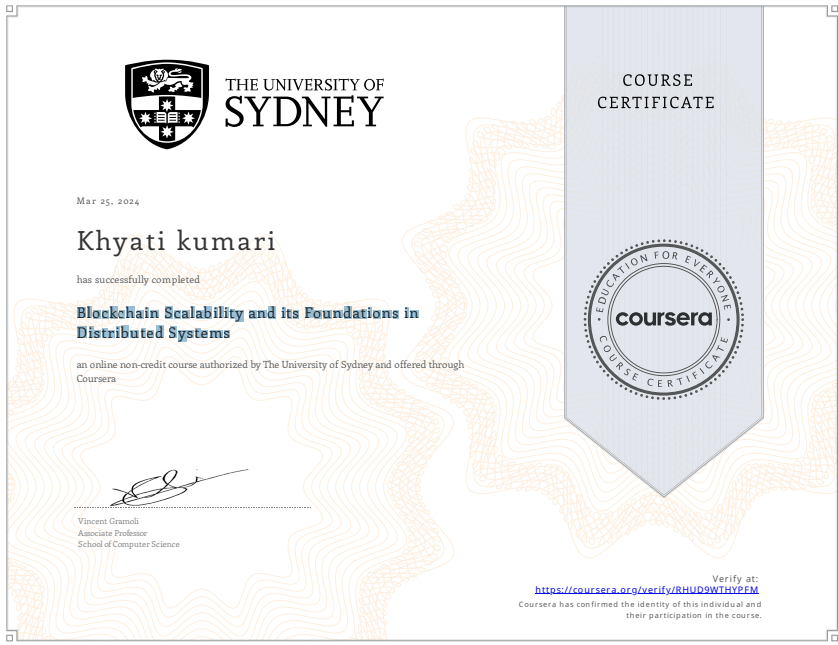 THE UNIVERSITY OF
SYDNEY
COURSE
CERTIFICATE
Mar 25, 2024
Khyati kumari
has successfully completed
Blockchain Scalability and its Foundations in
Distributed Systems
an online non-credit course authorized by The University of Sydney and offered through
Coursera
EDUCATION FOR EVERYONE
coursera
COURSE CERTIFICATE
Vincent Gramoli
Associate Professor
School of Computer Science
Verify at:
https://coursera.org/verify/RHUD9WTHYPFM
Coursera has confirmed the identity of this individual and
their participation in the course.